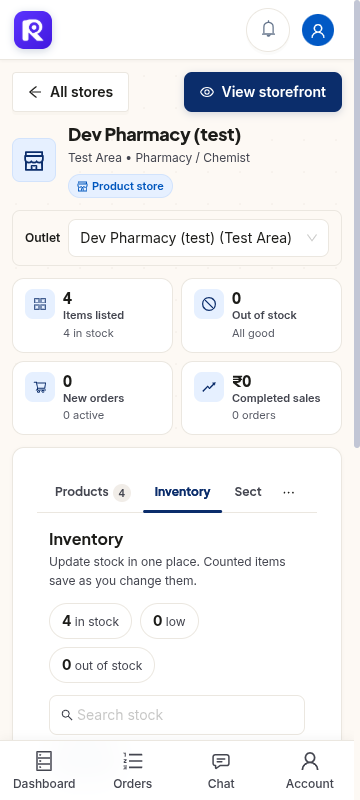 R
All stores
View storefront
Dev Pharmacy (test)
Test Area • Pharmacy / Chemist
Product store
Outlet
Dev Pharmacy (test) (Test Area)
4
Items listed
4 in stock
0
Out of stock
All good
0
New orders
0 active
₹0
Completed sales
0 orders
Products 4
Inventory
Sect
...
Inventory
Update stock in one place. Counted items
save as you change them.
4 in stock
0 low
0 out of stock
Search stock
Dashboard
Orders
Chat
Account